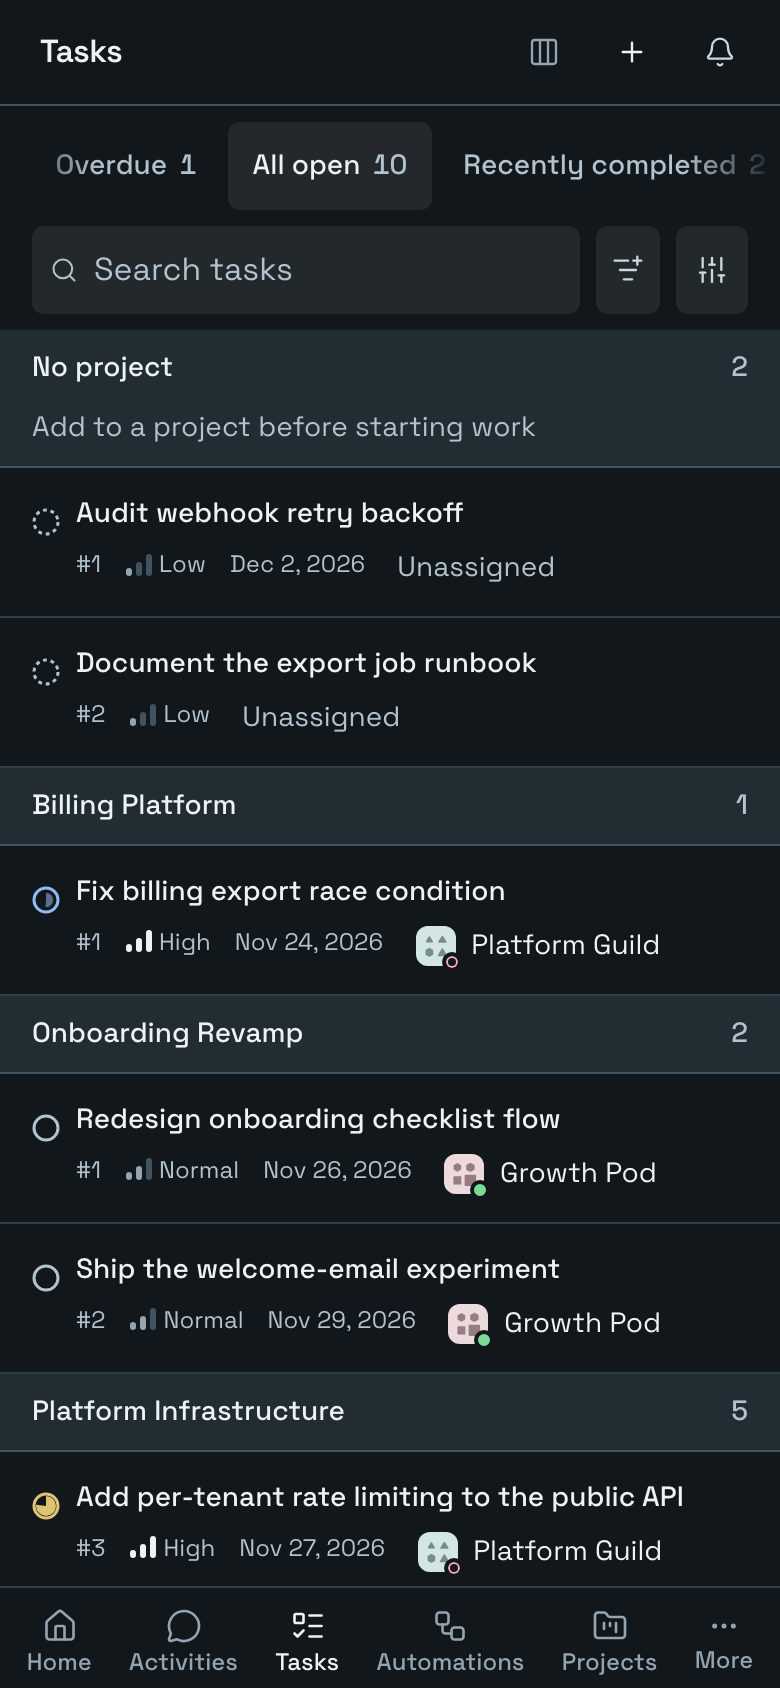 Tasks
Overdue 1 All open 10 Recently completed 2
Search tasks
No project 2
Add to a project before starting work
Audit webhook retry backoff
#1 Low Dec 2, 2026 Unassigned
Document the export job runbook
#2 Low Unassigned
Billing Platform 1
Fix billing export race condition
#1 High Nov 24, 2026 Platform Guild
Onboarding Revamp 2
Redesign onboarding checklist flow
#1 Normal Nov 26, 2026 Growth Pod
Ship the welcome-email experiment
#2 Normal Nov 29, 2026 Growth Pod
Platform Infrastructure 5
Add per-tenant rate limiting to the public API
#3 High Nov 27, 2026 Platform Guild
Home Activities Tasks Automations Projects More